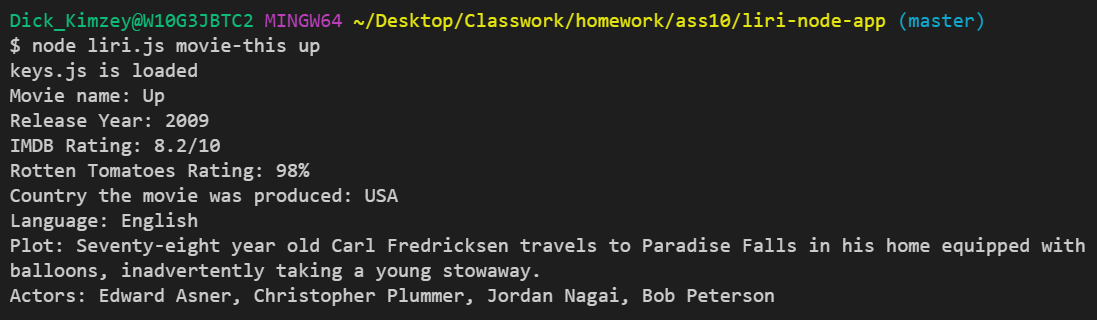 Dick_Kimzey@W10G3JBTC2 MINGW64 ~/Desktop/Classwork/homework/ass10/liri-node-app (master)
$ node liri.js movie-this up
keys.js is loaded
Movie name: Up
Release Year: 2009
IMDB Rating: 8.2/10
Rotten Tomatoes Rating: 98%
Country the movie was produced: USA
Language: English
Plot: Seventy-eight year old Carl Fredricksen travels to Paradise Falls in his home equipped with
balloons, inadvertently taking a young stowaway.
Actors: Edward Asner, Christopher Plummer, Jordan Nagai, Bob Peterson